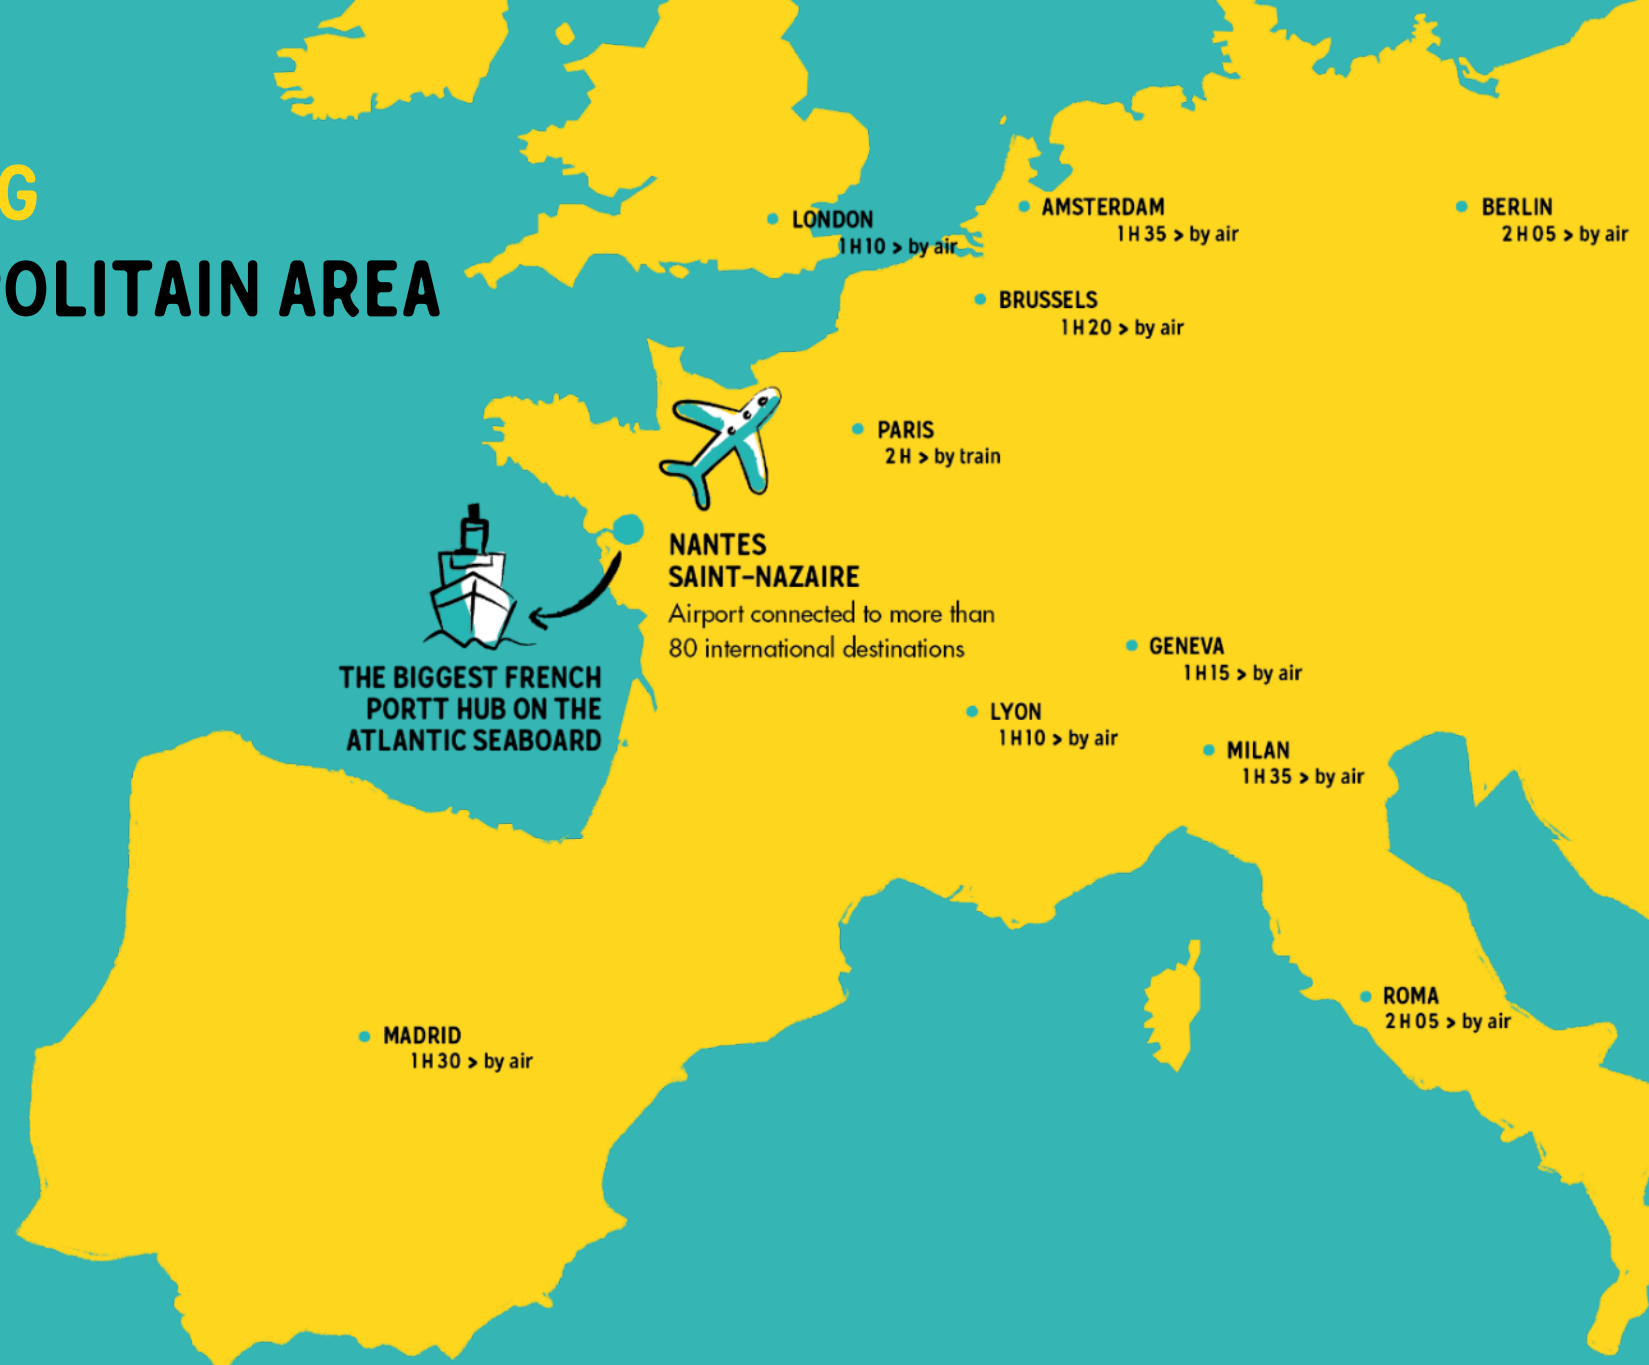 G
OLITAIN AREA
LONDON
1H10 > by air
AMSTERDAM
1H35 > by air
BERLIN
2H05 > by air
BRUSSELS
1H20 > by air
PARIS
2H > by train
NANTES
SAINT-NAZAIRE
Airport connected to more than
80 international destinations
THE BIGGEST FRENCH
PORTT HUB ON THE
ATLANTIC SEABOARD
GENEVA
1H15 > by air
LYON
1H10 > by air
MILAN
1H35 > by air
ROMA
2H05 > by air
MADRID
1H30 > by air